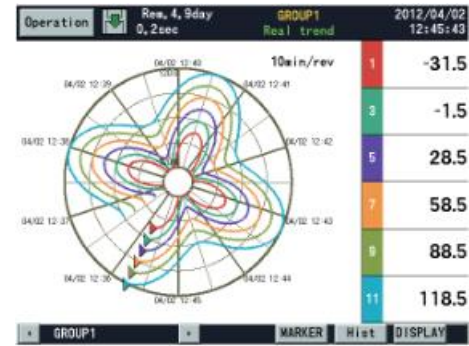 Operation
Rem. 4.9day
0.2sec
GROUP1
Real trend
2012/04/02
12:45:43
10min/rev
04/02 12:40
04/02 12:39
04/02 12:41
04/02 12:38
04/02 12:42
04/02 12:37
04/02 12:43
04/02 12:36
04/02 12:44
04/02 12:45
1 -31.5
3 -1.5
5 28.5
7 58.5
9 88.5
11 118.5
GROUP1
MARKER
Hist
DISPLAY